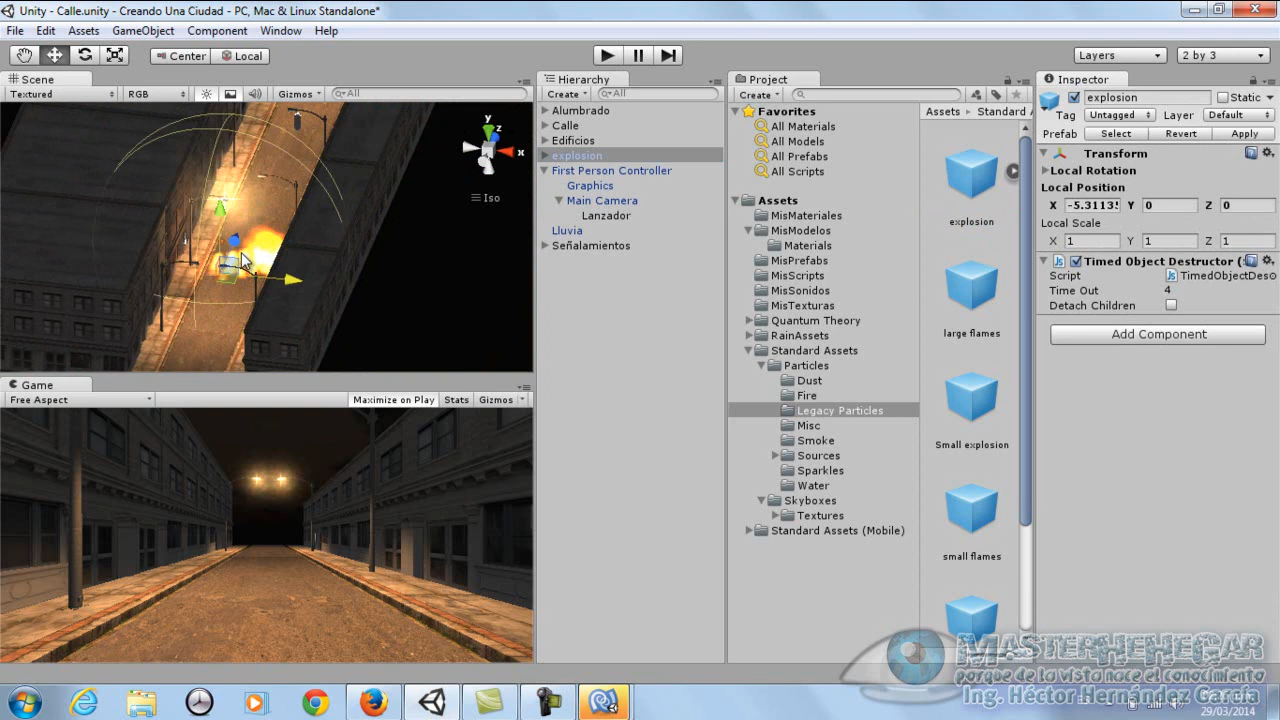 Unity - Calle.unity - Creando Una Ciudad - PC, Mac & Linux Standalone*
File Edit Assets GameObject Component Window Help
Center Local
Layers
2 by 3
Scene
Textured RGB Gizmos All
y
z
x
Iso
Game
Free Aspect Maximize on Play Stats Gizmos
Hierarchy
Create All
Alumbrado
Calle
Edificios
explosion
First Person Controller
Graphics
Main Camera
Lanzador
Lluvia
Señalamientos
Project
Create
Favorites
All Materials
All Models
All Prefabs
All Scripts
Assets
MisMateriales
MisModelos
Materials
MisPrefabs
MisScripts
MisSonidos
MisTexturas
Quantum Theory
RainAssets
Standard Assets
Particles
Dust
Fire
Legacy Particles
Misc
Smoke
Sources
Sparkles
Water
Skyboxes
Textures
Standard Assets (Mobile)
Assets Standard
explosion
large flames
Small explosion
small flames
Inspector
explosion Static
Tag Untagged Layer Default
Prefab Select Revert Apply
Transform
Local Rotation
Local Position
X -5.3113 Y 0 Z 0
Local Scale
X 1 Y 1 Z 1
Timed Object Destructor (
Script TimedObjectDes
Time Out 4
Detach Children
Add Component
MASTERHEHEGAR
porque de la vista nace el conocimiento
Ing. Héctor Hernández García
29/03/2014